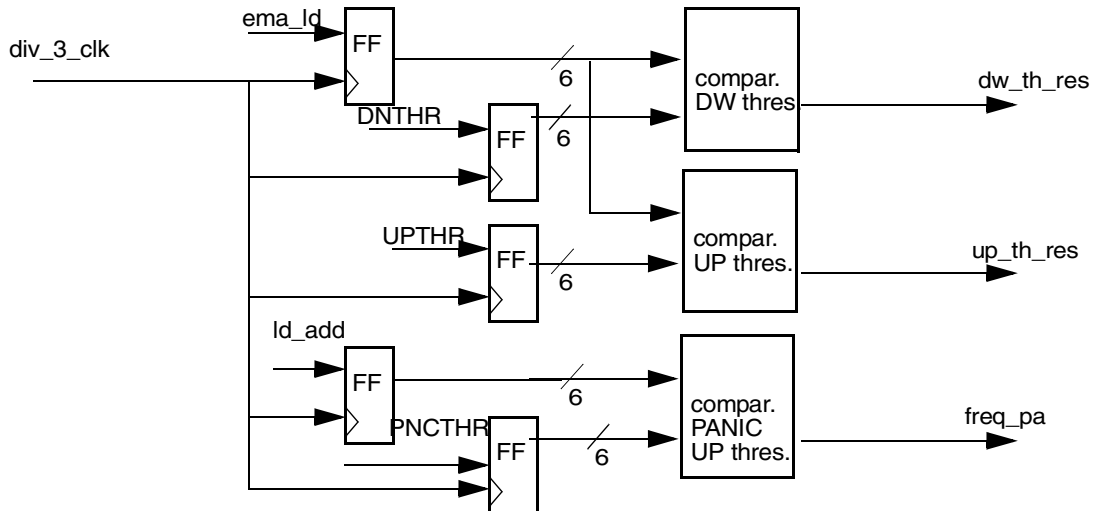 ema_ld
div_3_clk
FF
6
compar.
DW thres.
dw_th_res
DNTHR
FF
6
UPTHR
FF
6
compar.
UP thres.
up_th_res
ld_add
FF
6
PNCTHR
FF
6
compar.
PANIC
UP thres.
freq_pa